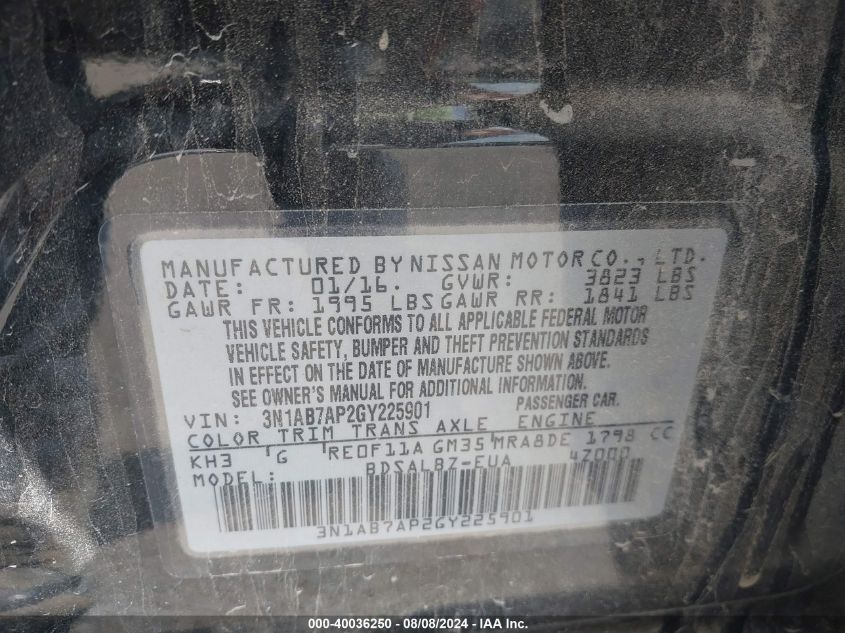 MANUFACTURED BY NISSAN MOTOR CO., LTD.
DATE: 01/16. GVWR: 3823 LBS
GAWR FR: 1995 LBS GAWR RR: 1841 LBS
THIS VEHICLE CONFORMS TO ALL APPLICABLE FEDERAL MOTOR
VEHICLE SAFETY, BUMPER AND THEFT PREVENTION STANDARDS
IN EFFECT ON THE DATE OF MANUFACTURE SHOWN ABOVE.
SEE OWNER'S MANUAL FOR ADDITIONAL INFORMATION.
VIN: 3N1AB7AP2GY225901 PASSENGER CAR.
COLOR TRIM TRANS AXLE ENGINE
KH3 G RE0F11A GM35 MRA8DE 1798 CC
MODEL: BDSALBZ-EUA 4Z000
3N1AB7AP2GY225901
000-40036250 - 08/08/2024 - IAA, Inc.